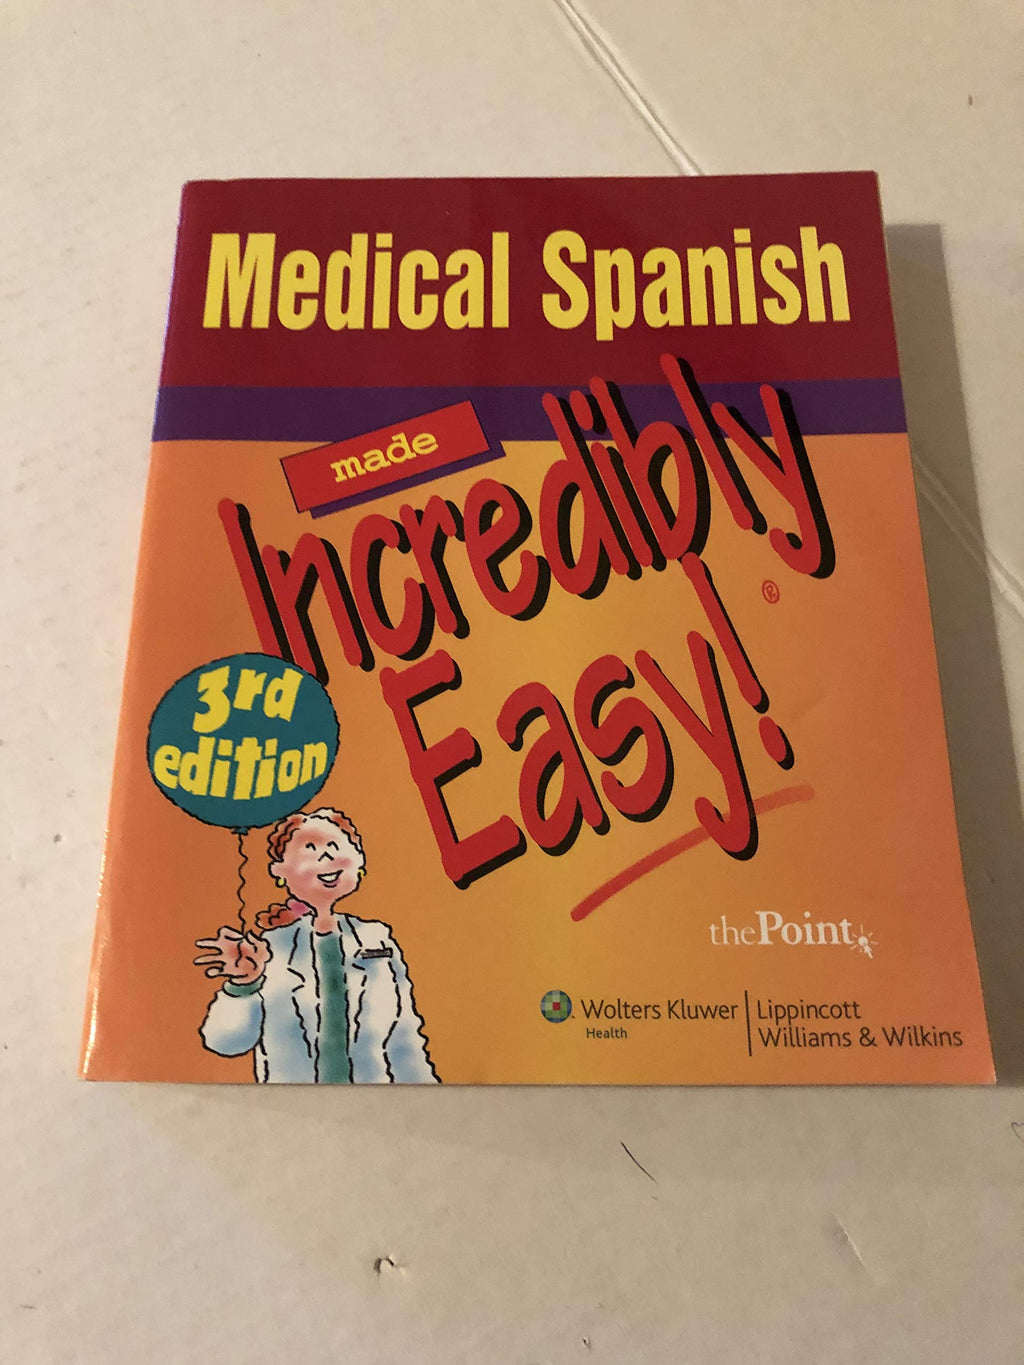 Medical Spanish
made
Incredibly
Easy!
®
3rd
edition
thePoint
Wolters Kluwer
Health
Lippincott
Williams & Wilkins